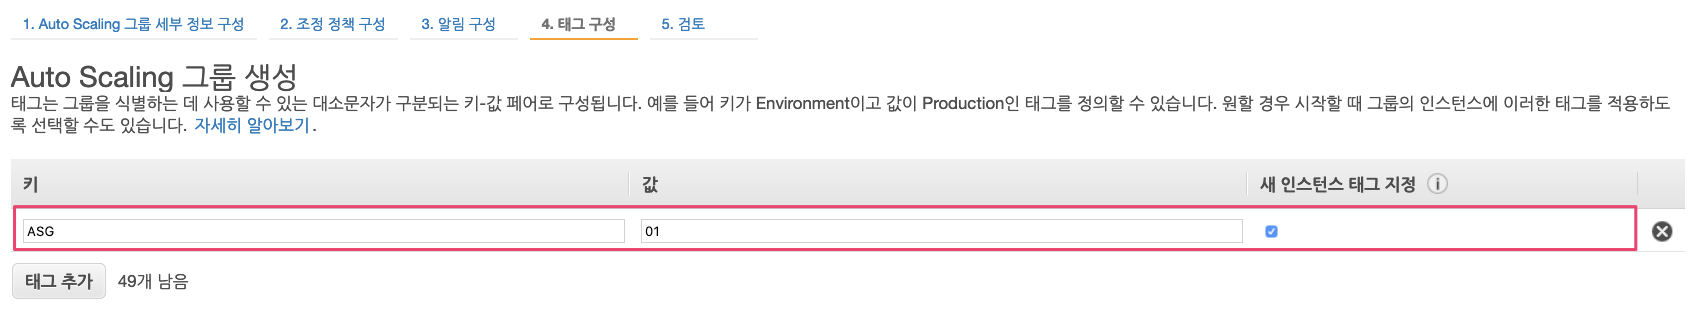 1. Auto Scaling 그룹 세부 정보 구성 2. 조정 정책 구성 3. 알림 구성 4. 태그 구성 5. 검토
Auto Scaling 그룹 생성
태그는 그룹을 식별하는 데 사용할 수 있는 대소문자가 구분되는 키-값 페어로 구성됩니다. 예를 들어 키가 Environment이고 값이 Production인 태그를 정의할 수 있습니다. 원할 경우 시작할 때 그룹의 인스턴스에 이러한 태그를 적용하도
록 선택할 수도 있습니다. 자세히 알아보기.
키 값 새 인스턴스 태그 지정 i
ASG 01
태그 추가 49개 남음